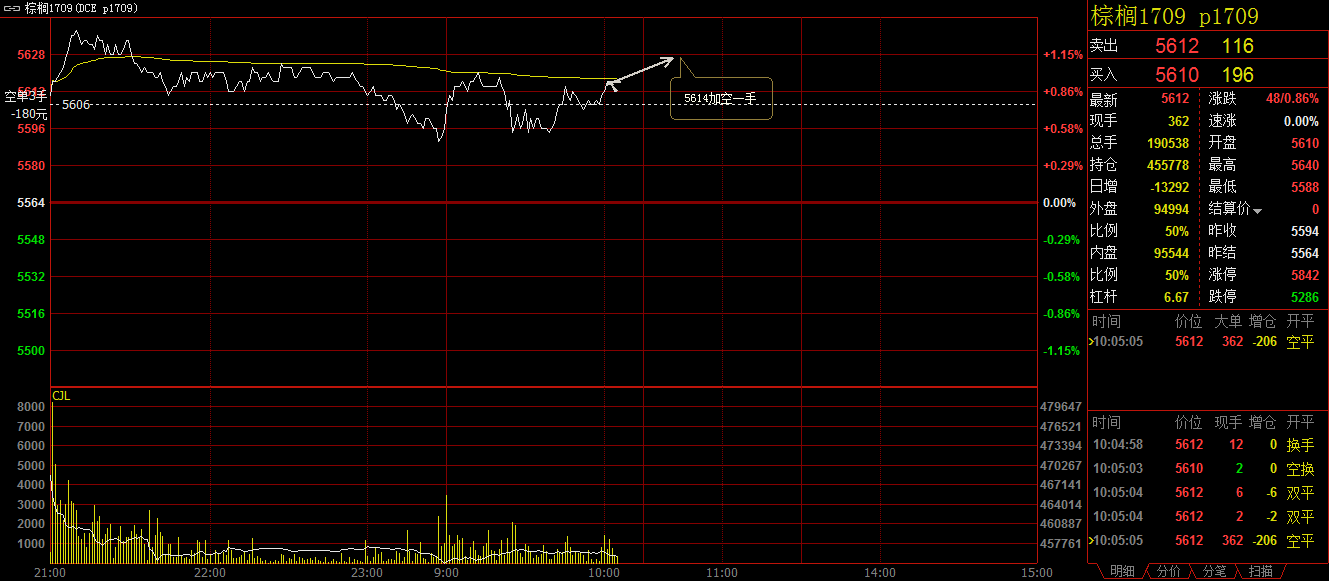 棕榈1709(DCE p1709)
5628
5612
空单3手
-180元
5606
5596
5580
5564
5548
5532
5516
5500
+1.15%
+0.86%
+0.58%
+0.29%
0.00%
-0.29%
-0.58%
-0.86%
-1.15%
5614加空一手
CJL
8000
7000
6000
5000
4000
3000
2000
1000
479647
476521
473394
470267
467141
464014
460887
457761
21:00 22:00 23:00 9:00 10:00 11:00 14:00 15:00
棕榈1709 p1709
卖出 5612 116
买入 5610 196
最新 5612 涨跌 48/0.86%
现手 362 速涨 0.00%
总手 190538 开盘 5610
持仓 455778 最高 5640
日增 -13292 最低 5588
外盘 94994 结算价 0
比例 50% 昨收 5594
内盘 95544 昨结 5564
比例 50% 涨停 5842
杠杆 6.67 跌停 5286
时间 价位 大单 增仓 开平
10:05:05 5612 362 -206 空平
时间 价位 现手 增仓 开平
10:04:58 5612 12 0 换手
10:05:03 5610 2 0 空换
10:05:04 5612 6 -6 双平
10:05:04 5612 2 -2 双平
10:05:05 5612 362 -206 空平
明细 分价 分笔 扫描